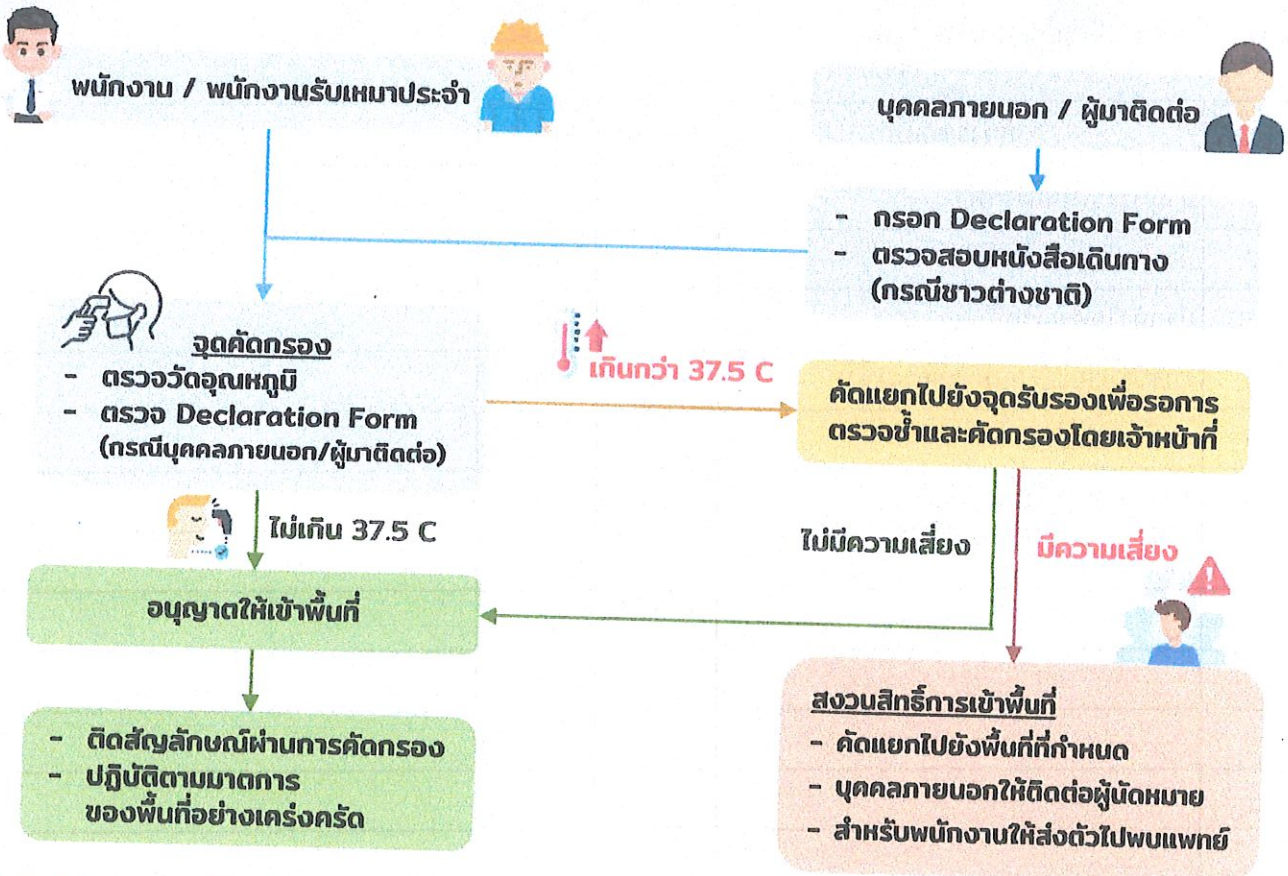 พนักงาน / พนักงานรับเหมาประจำ
บุคคลภายนอก / ผู้มาติดต่อ
- กรอก Declaration Form
- ตรวจสอบหนังสือเดินทาง
(กรณีชาวต่างชาติ)
จุดคัดกรอง
- ตรวจวัดอุณหภูมิ
- ตรวจ Declaration Form
(กรณีบุคคลภายนอก/ผู้มาติดต่อ)
เกินกว่า 37.5 C
คัดแยกไปยังจุดรับรองเพื่อรอการ
ตรวจซ้ำและคัดกรองโดยเจ้าหน้าที่
ไม่เกิน 37.5 C
ไม่มีความเสี่ยง
มีความเสี่ยง
อนุญาตให้เข้าพื้นที่
- ติดสัญลักษณ์ผ่านการคัดกรอง
- ปฏิบัติตามมาตการ
ของพื้นที่อย่างเคร่งครัด
สงวนสิทธิ์การเข้าพื้นที่
- คัดแยกไปยังพื้นที่ที่กำหนด
- บุคคลภายนอกให้ติดต่อผู้นัดหมาย
- สำหรับพนักงานให้ส่งตัวไปพบแพทย์